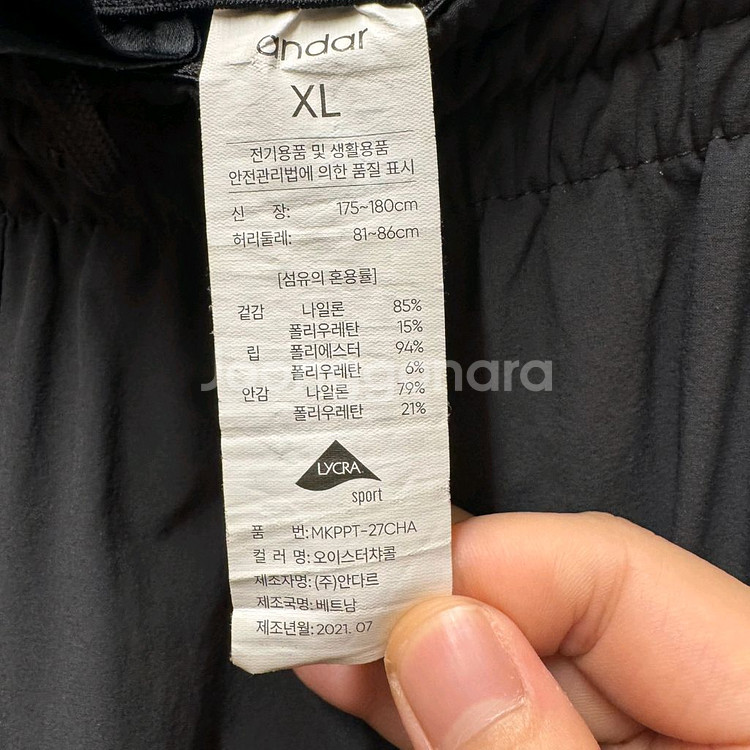 andar
XL
전기용품 및 생활용품
안전관리법에 의한 품질 표시
신 장: 175~180cm
허리둘레: 81~86cm
[섬유의 혼용률]
겉감 나일론 85%
폴리우레탄 15%
립 폴리에스터 94%
폴리우레탄 6%
안감 나일론 79%
폴리우레탄 21%
LYCRA
sport
품 번: MKPPT-27CHA
컬 러 명: 오이스터챠콜
제조자명: (주)안다르
제조국명: 베트남
제조년월: 2021. 07